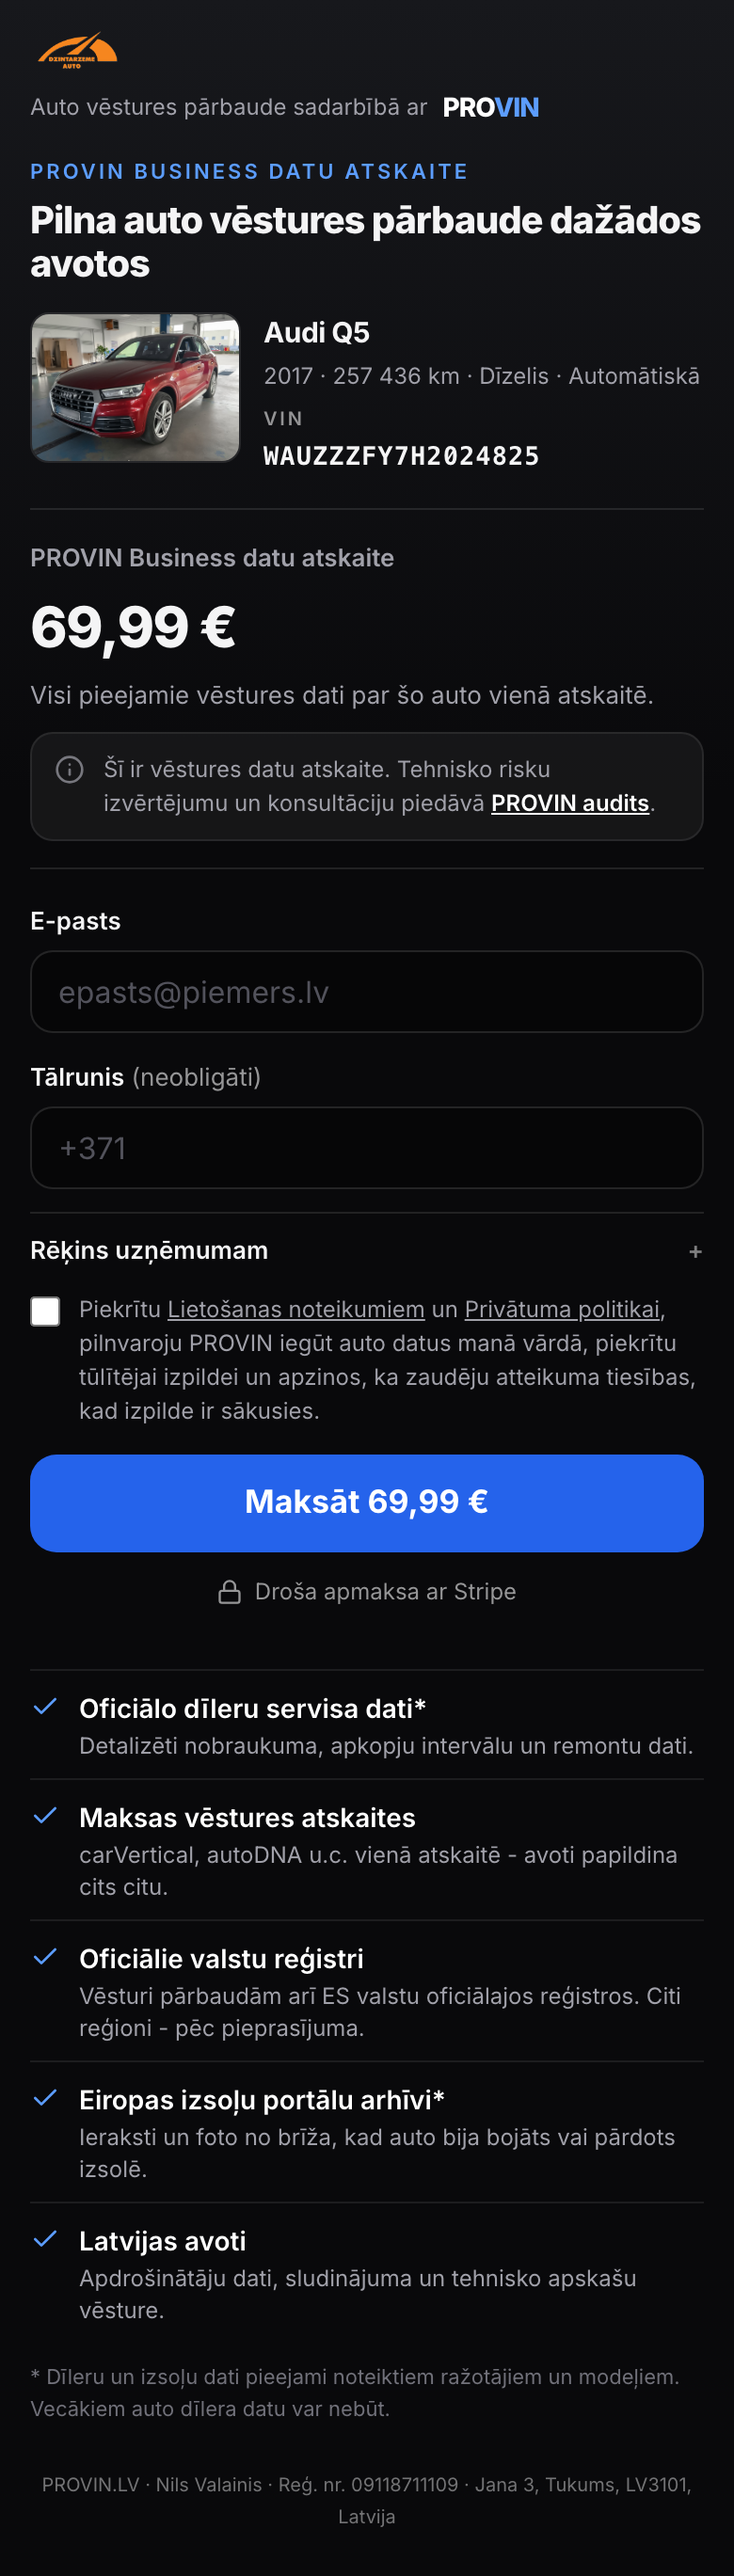 DZINTARZEME
AUTO
Auto vēstures pārbaude sadarbībā ar PROVIN
PROVIN BUSINESS DATU ATSKAITE
Pilna auto vēstures pārbaude dažādos
avotos
Audi Q5
2017 · 257 436 km · Dīzelis · Automātiskā
VIN
WAUZZZFY7H2024825
PROVIN Business datu atskaite
69,99 €
Visi pieejamie vēstures dati par šo auto vienā atskaitē.
Šī ir vēstures datu atskaite. Tehnisko risku
izvērtējumu un konsultāciju piedāvā PROVIN audits.
E-pasts
epasts@piemers.lv
Tālrunis (neobligāti)
+371
Rēķins uzņēmumam +
Piekrītu Lietošanas noteikumiem un Privātuma politikai,
pilnvaroju PROVIN iegūt auto datus manā vārdā, piekrītu
tūlītējai izpildei un apzinos, ka zaudēju atteikuma tiesības,
kad izpilde ir sākusies.
Maksāt 69,99 €
Droša apmaksa ar Stripe
Oficiālo dīleru servisa dati*
Detalizēti nobraukuma, apkopju intervālu un remontu dati.
Maksas vēstures atskaites
carVertical, autoDNA u.c. vienā atskaitē - avoti papildina
cits citu.
Oficiālie valstu reģistri
Vēsturi pārbaudām arī ES valstu oficiālajos reģistros. Citi
reģioni - pēc pieprasījuma.
Eiropas izsoļu portālu arhīvi*
Ieraksti un foto no brīža, kad auto bija bojāts vai pārdots
izsolē.
Latvijas avoti
Apdrošinātāju dati, sludinājuma un tehnisko apskašu
vēsture.
* Dīleru un izsoļu dati pieejami noteiktiem ražotājiem un modeļiem.
Vecākiem auto dīlera datu var nebūt.
PROVIN.LV · Nils Valainis · Reģ. nr. 09118711109 · Jana 3, Tukums, LV3101,
Latvija